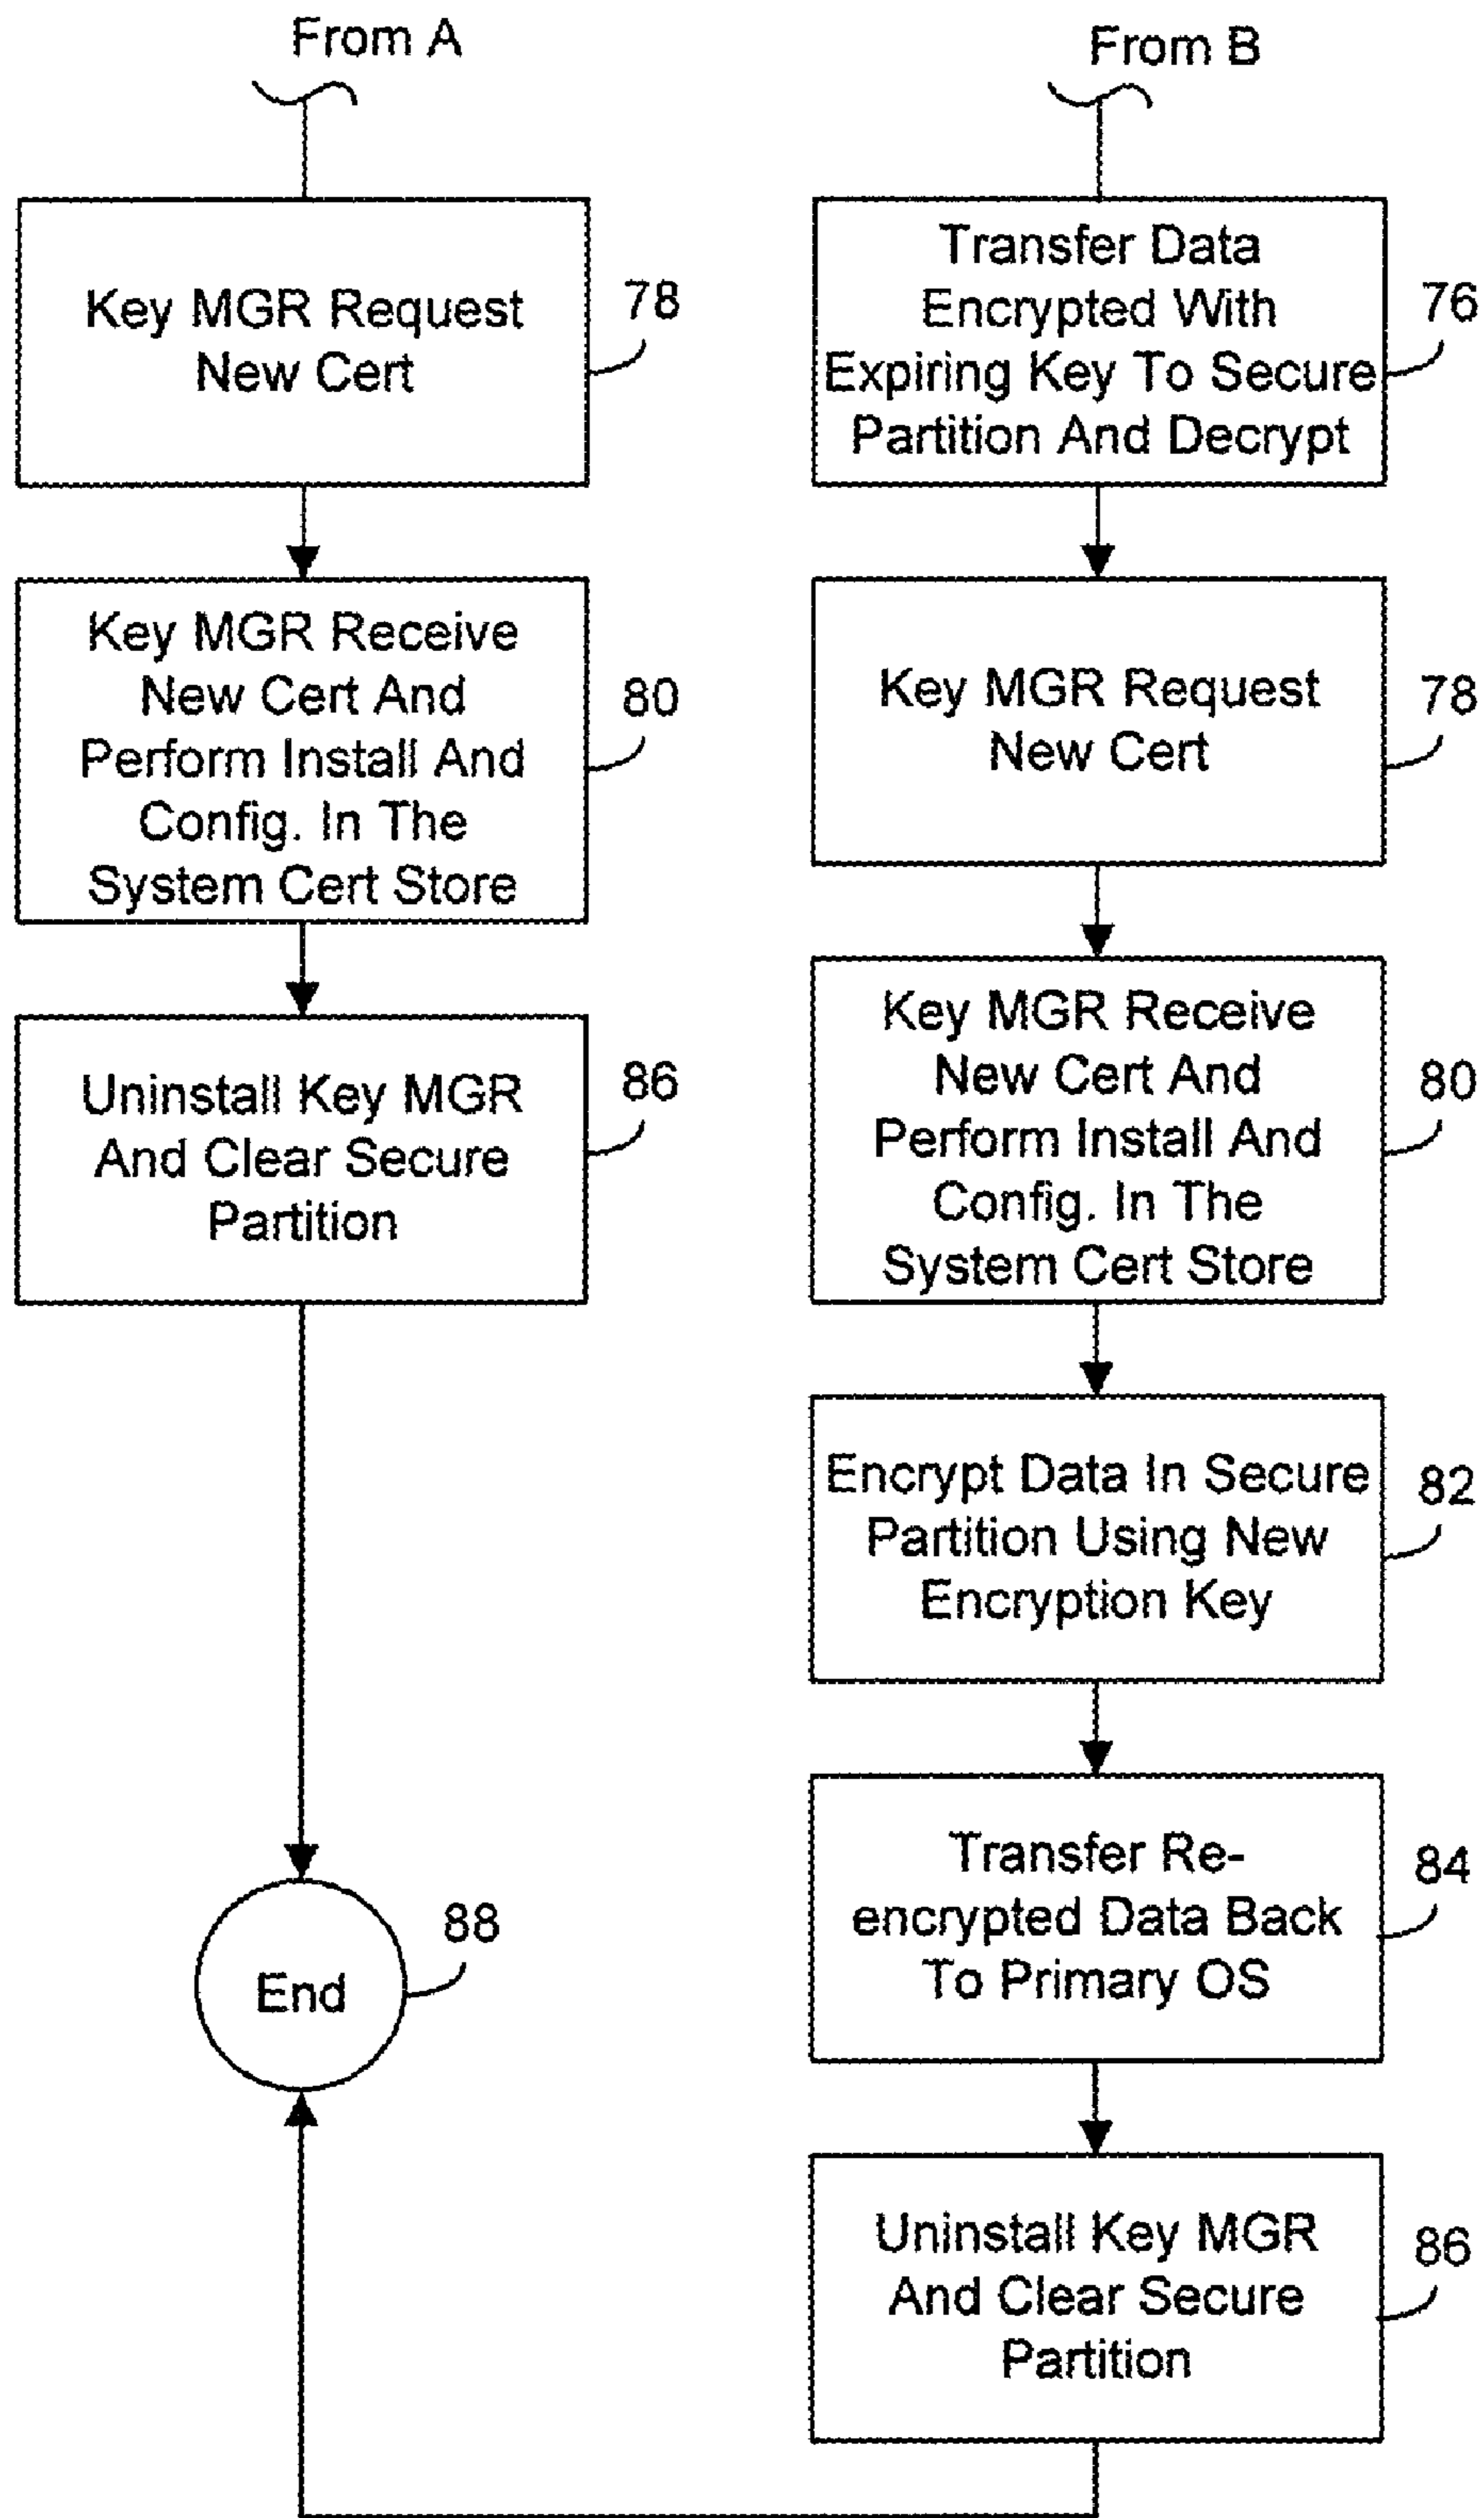 From A
Key MGR Request
New Cert
78
Key MGR Receive
New Cert And
Perform Install And
Config. In The
System Cert Store
80
Uninstall Key MGR
And Clear Secure
Partition
86
End
88
From B
Transfer Data
Encrypted With
Expiring Key To Secure
Partition And Decrypt
76
Key MGR Request
New Cert
78
Key MGR Receive
New Cert And
Perform Install And
Config. In The
System Cert Store
80
Encrypt Data In Secure
Partition Using New
Encryption Key
82
Transfer Re-
encrypted Data Back
To Primary OS
84
Uninstall Key MGR
And Clear Secure
Partition
86